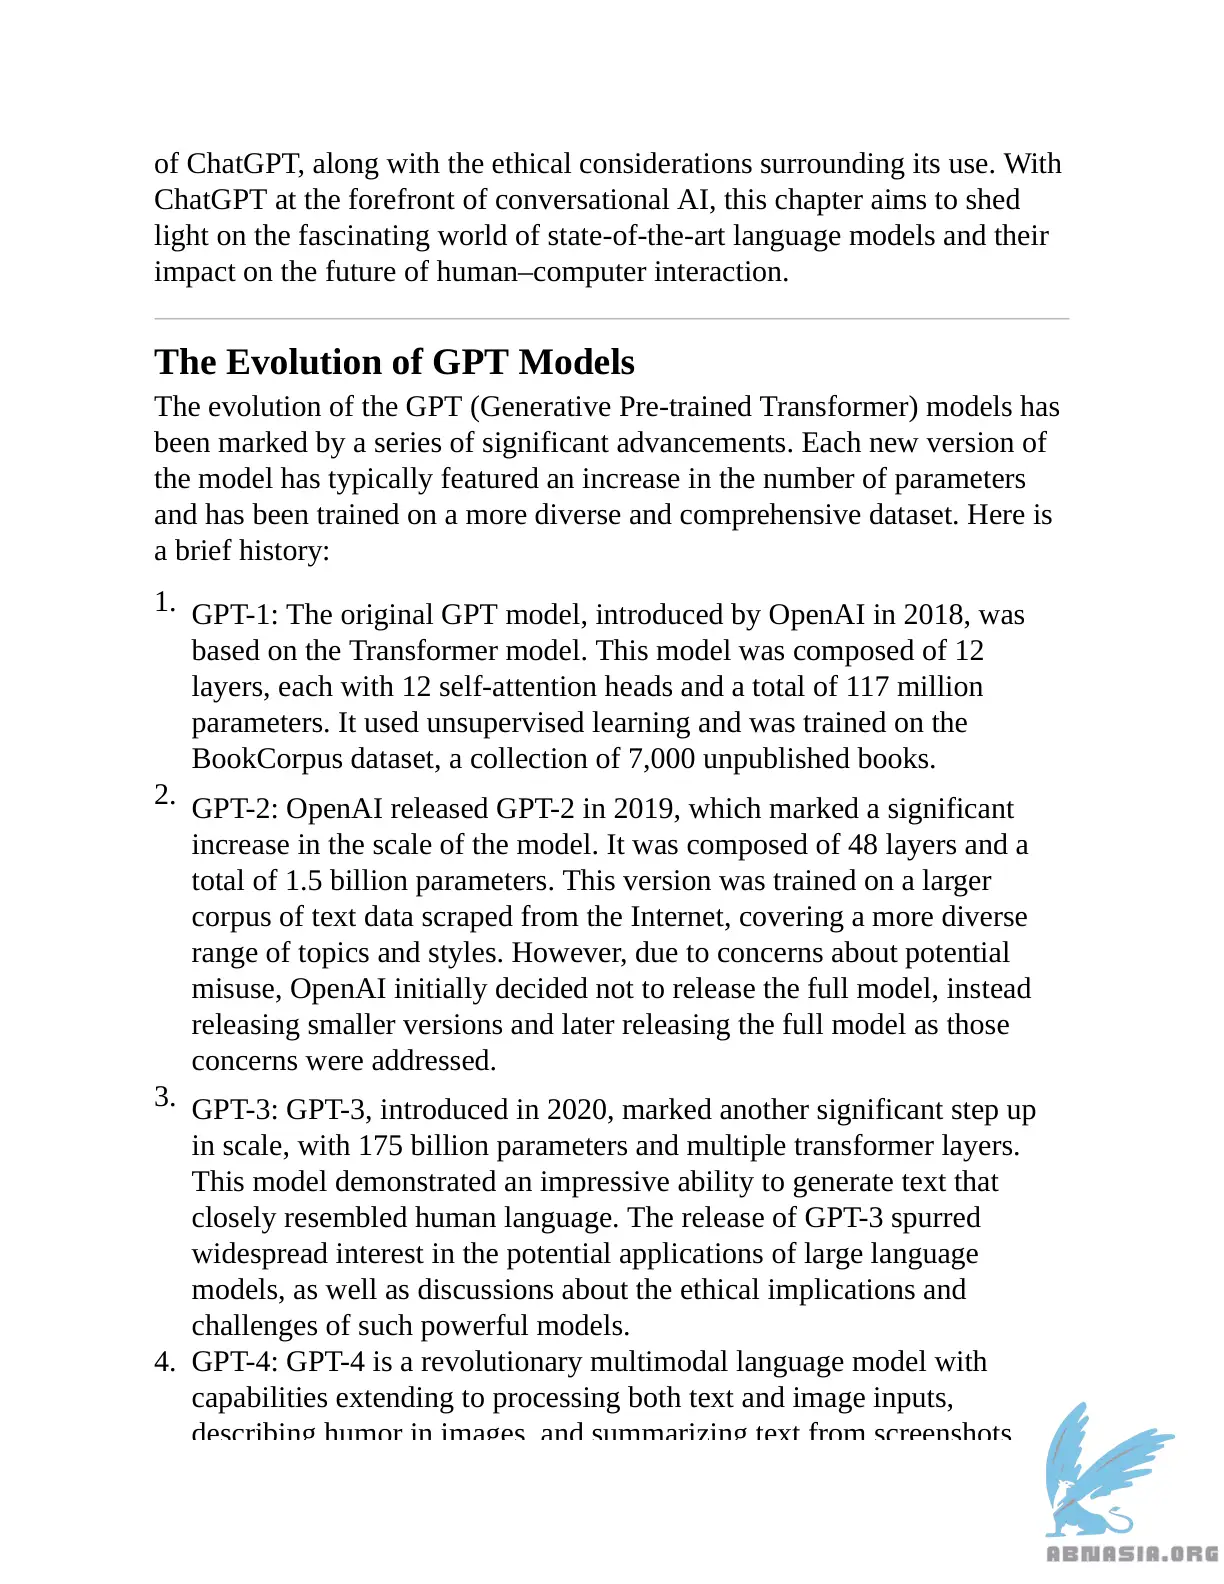 of ChatGPT, along with the ethical considerations surrounding its use. With
ChatGPT at the forefront of conversational AI, this chapter aims to shed
light on the fascinating world of state-of-the-art language models and their
impact on the future of human–computer interaction.
The Evolution of GPT Models
The evolution of the GPT (Generative Pre-trained Transformer) models has
been marked by a series of significant advancements. Each new version of
the model has typically featured an increase in the number of parameters
and has been trained on a more diverse and comprehensive dataset. Here is
a brief history:
1. GPT-1: The original GPT model, introduced by OpenAI in 2018, was
based on the Transformer model. This model was composed of 12
layers, each with 12 self-attention heads and a total of 117 million
parameters. It used unsupervised learning and was trained on the
BookCorpus dataset, a collection of 7,000 unpublished books.
2. GPT-2: OpenAI released GPT-2 in 2019, which marked a significant
increase in the scale of the model. It was composed of 48 layers and a
total of 1.5 billion parameters. This version was trained on a larger
corpus of text data scraped from the Internet, covering a more diverse
range of topics and styles. However, due to concerns about potential
misuse, OpenAI initially decided not to release the full model, instead
releasing smaller versions and later releasing the full model as those
concerns were addressed.
3. GPT-3: GPT-3, introduced in 2020, marked another significant step up
in scale, with 175 billion parameters and multiple transformer layers.
This model demonstrated an impressive ability to generate text that
closely resembled human language. The release of GPT-3 spurred
widespread interest in the potential applications of large language
models, as well as discussions about the ethical implications and
challenges of such powerful models.
4. GPT-4: GPT-4 is a revolutionary multimodal language model with
capabilities extending to processing both text and image inputs,
describing humor in images, and summarizing text from screenshots
ABNASIA.ORG